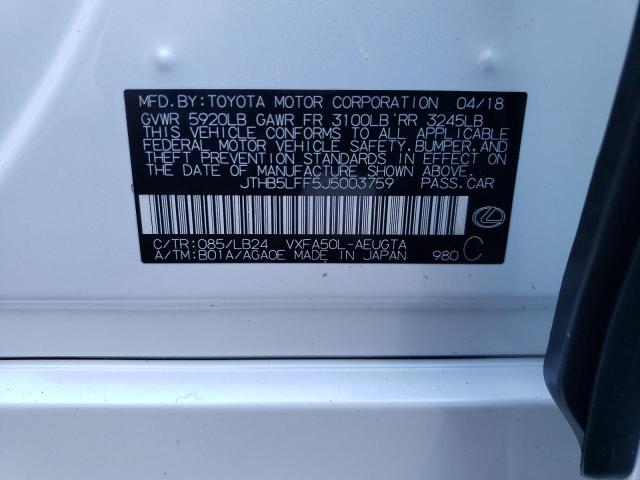 MFD. BY: TOYOTA MOTOR CORPORATION 04/18
GVWR 5920LB GAWR FR 3100LB RR 3245LB
THIS VEHICLE CONFORMS TO ALL APPLICABLE
FEDERAL MOTOR VEHICLE SAFETY, BUMPER, AND
THEFT PREVENTION STANDARDS IN EFFECT ON
THE DATE OF MANUFACTURE SHOWN ABOVE.
JTHB5LFF5J5003759 PASS. CAR
C/TR: 085/LB24 VXFA50L-AEUGTA
A/TM: B01A/AGA0E MADE IN JAPAN 980 C